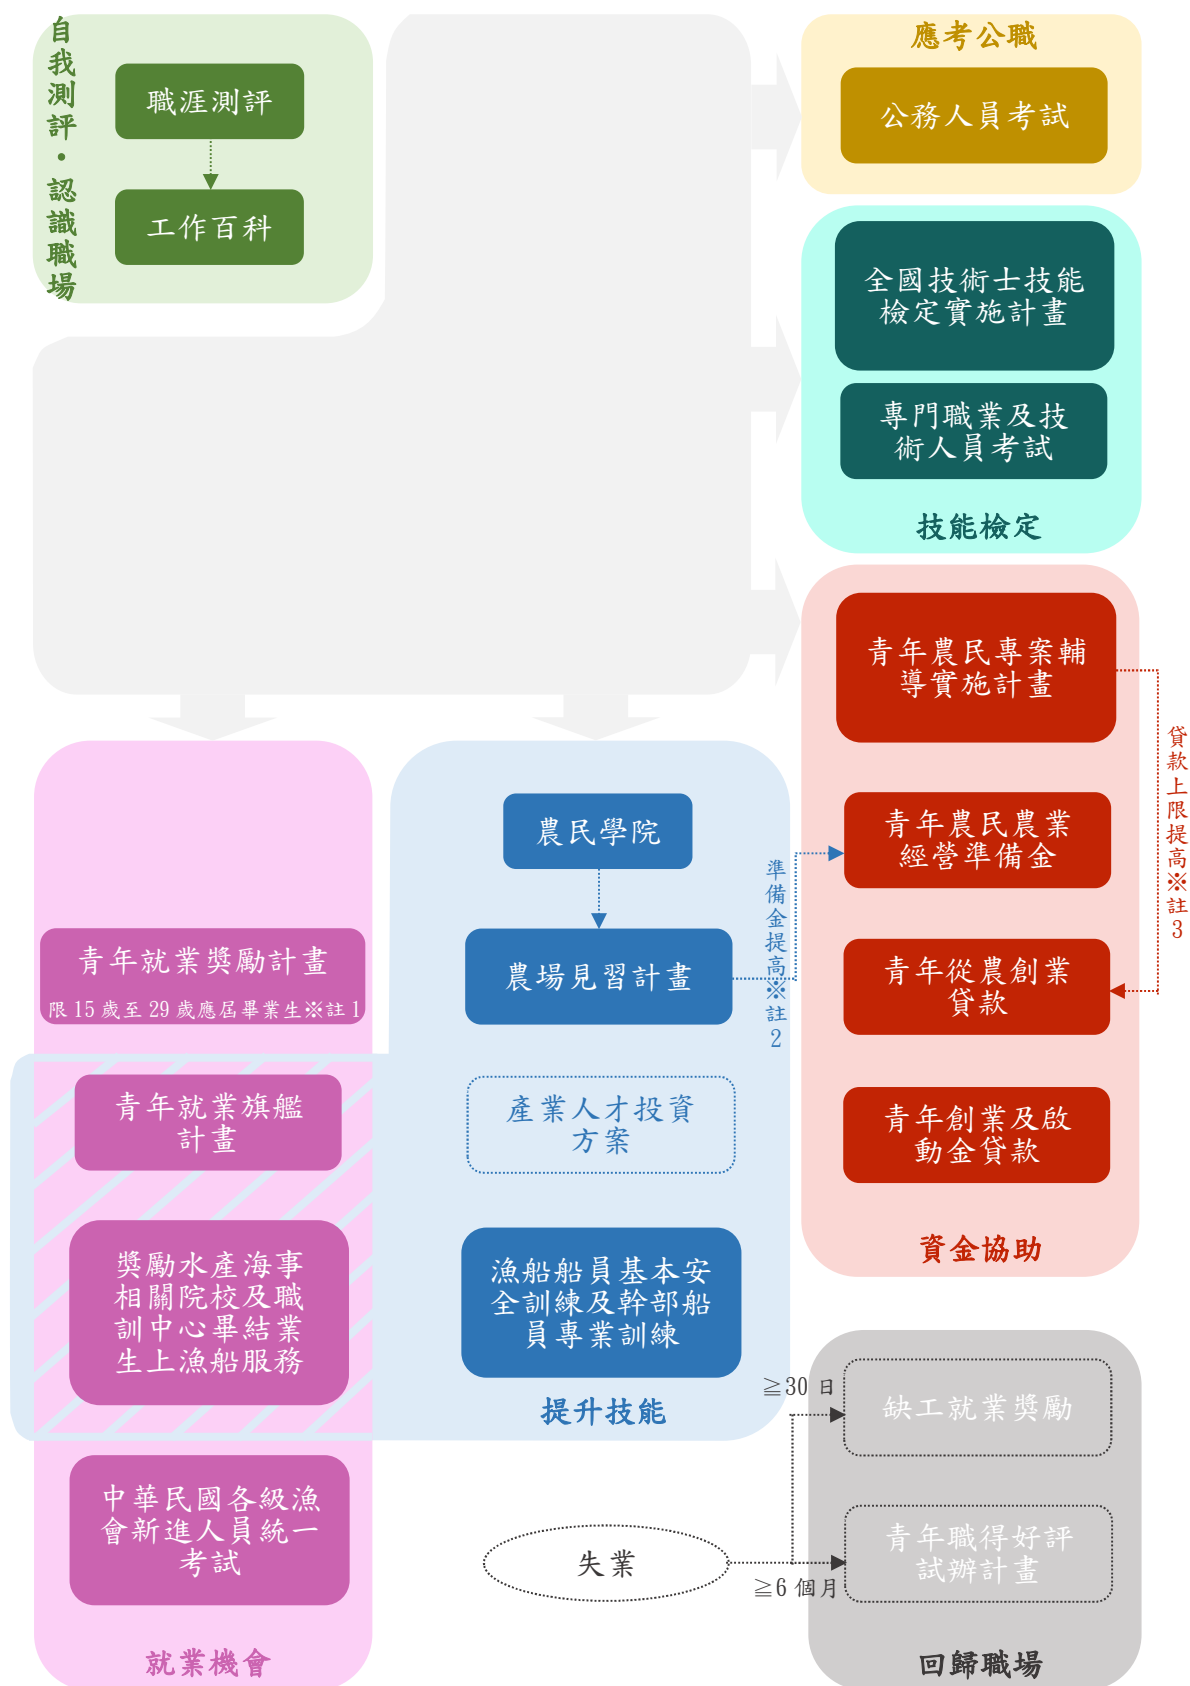 自我測評・認識職場
職涯測評
工作百科
應考公職
公務人員考試
全國技術士技能
檢定實施計畫
專門職業及技
術人員考試
技能檢定
青年農民專案輔
導實施計畫
貸款上限提高※註3
青年農民農業
經營準備金
青年從農創業
貸款
青年創業及啟
動金貸款
資金協助
農民學院
農場見習計畫
準備金提高※註2
產業人才投資
方案
漁船船員基本安
全訓練及幹部船
員專業訓練
提升技能
青年就業獎勵計畫
限15歲至29歲應屆畢業生※註1
青年就業旗艦
計畫
獎勵水產海事
相關院校及職
訓中心畢結業
生上漁船服務
中華民國各級漁
會新進人員統一
考試
就業機會
失業
≧30日
≧6個月
缺工就業獎勵
青年職得好評
試辦計畫
回歸職場